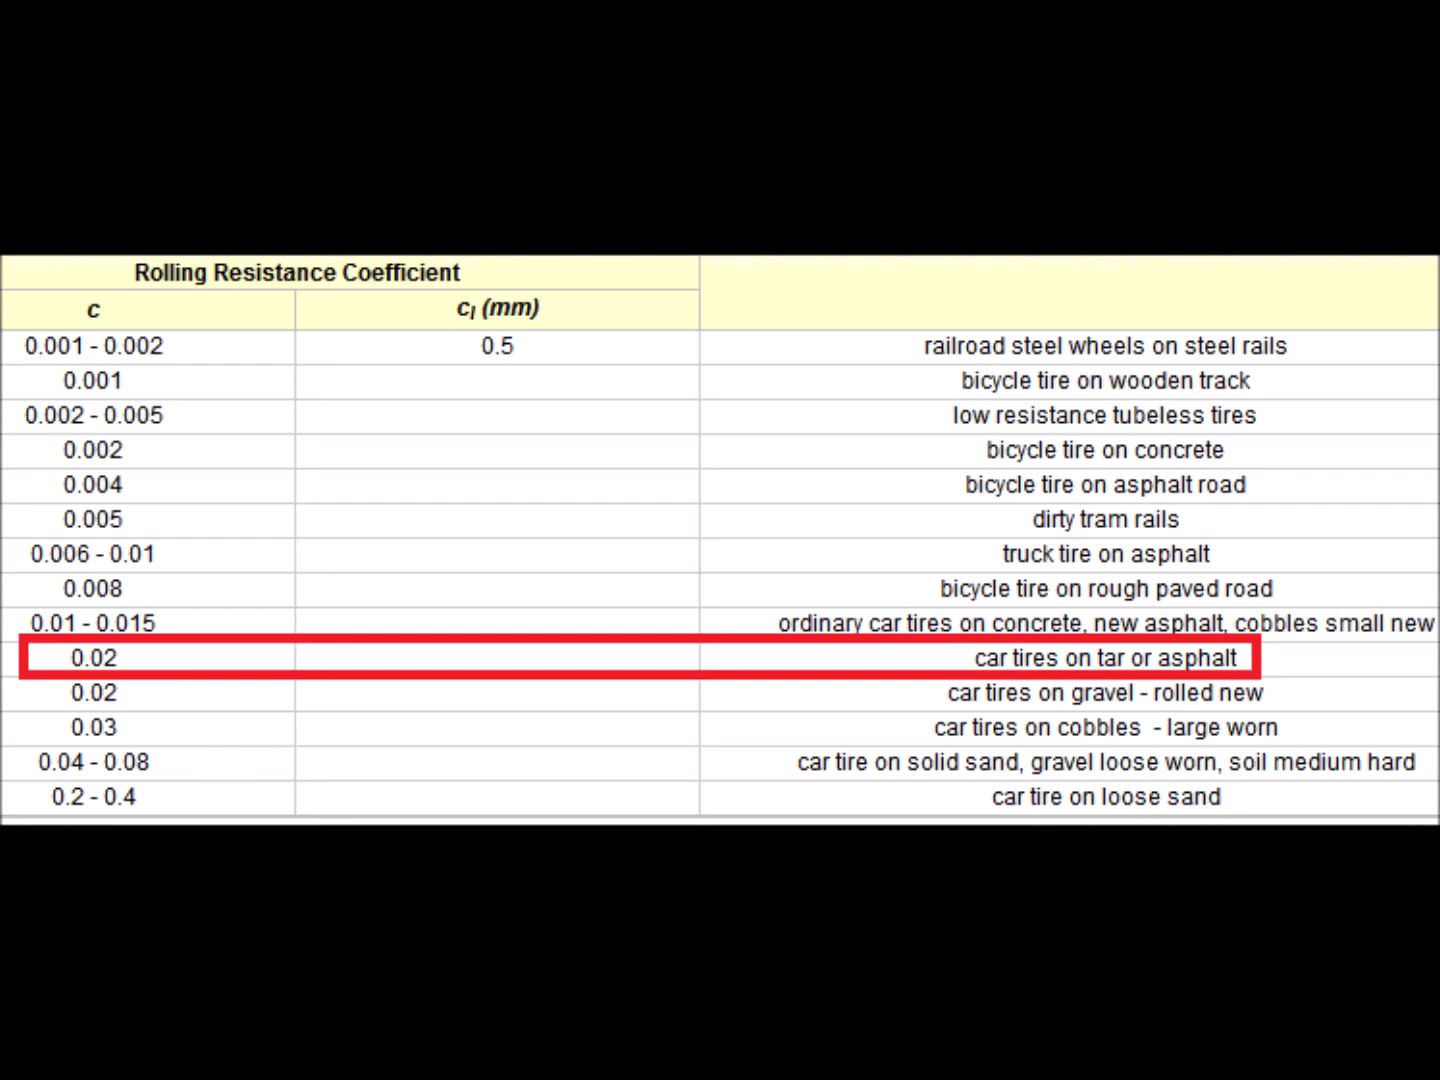 Rolling Resistance Coefficient
c cl (mm)
0.001 - 0.002 0.5 railroad steel wheels on steel rails
0.001 bicycle tire on wooden track
0.002 - 0.005 low resistance tubeless tires
0.002 bicycle tire on concrete
0.004 bicycle tire on asphalt road
0.005 dirty tram rails
0.006 - 0.01 truck tire on asphalt
0.008 bicycle tire on rough paved road
0.01 - 0.015 ordinary car tires on concrete, new asphalt, cobbles small new
0.02 car tires on tar or asphalt
0.02 car tires on gravel - rolled new
0.03 car tires on cobbles - large worn
0.04 - 0.08 car tire on solid sand, gravel loose worn, soil medium hard
0.2 - 0.4 car tire on loose sand